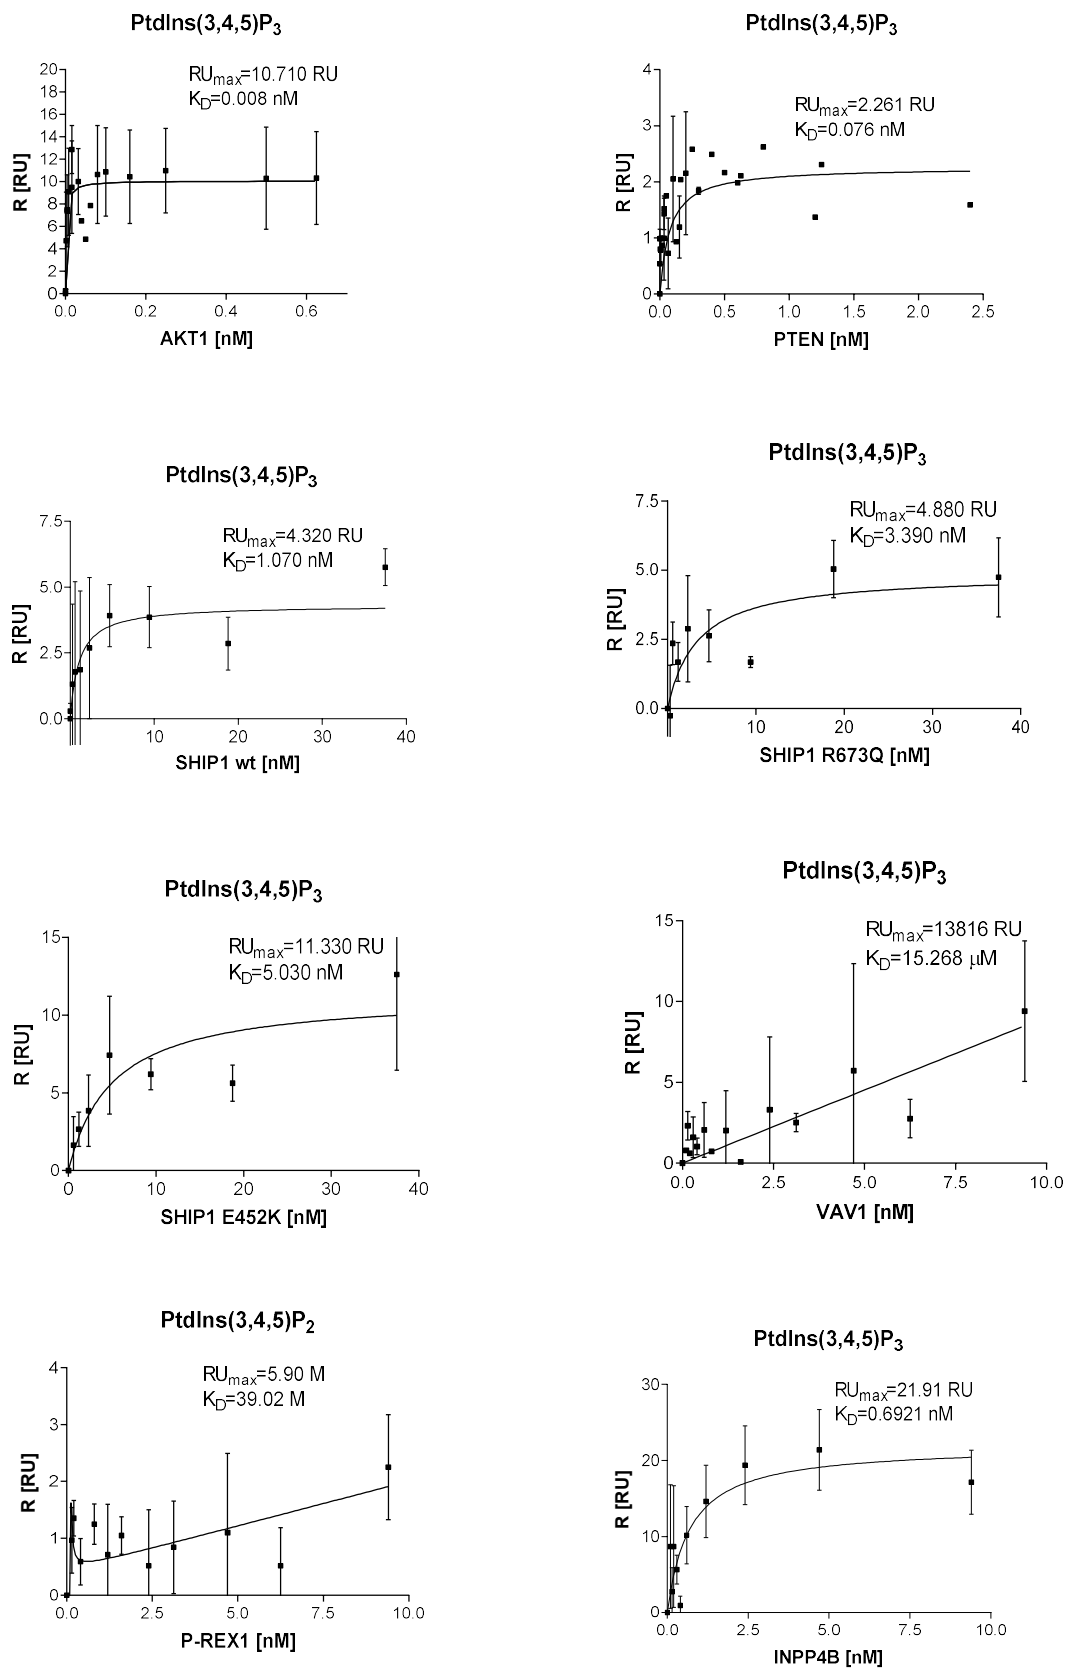 PtdIns(3,4,5)P3
RUmax=10.710 RU
KD=0.008 nM
R [RU]
20
18
16
14
12
10
8
6
4
2
0
0.0 0.2 0.4 0.6
AKT1 [nM]
PtdIns(3,4,5)P3
RUmax=2.261 RU
KD=0.076 nM
R [RU]
4
3
2
1
0
0.0 0.5 1.0 1.5 2.0 2.5
PTEN [nM]
PtdIns(3,4,5)P3
RUmax=4.320 RU
KD=1.070 nM
R [RU]
7.5
5.0
2.5
0.0
10 20 30 40
SHIP1 wt [nM]
PtdIns(3,4,5)P3
RUmax=4.880 RU
KD=3.390 nM
R [RU]
7.5
5.0
2.5
0.0
10 20 30 40
SHIP1 R673Q [nM]
PtdIns(3,4,5)P3
RUmax=11.330 RU
KD=5.030 nM
R [RU]
15
10
5
0
0 10 20 30 40
SHIP1 E452K [nM]
PtdIns(3,4,5)P3
RUmax=13816 RU
KD=15.268 μM
R [RU]
15
10
5
0
0.0 2.5 5.0 7.5 10.0
VAV1 [nM]
PtdIns(3,4,5)P2
RUmax=5.90 M
KD=39.02 M
R [RU]
4
3
2
1
0
0.0 2.5 5.0 7.5 10.0
P-REX1 [nM]
PtdIns(3,4,5)P3
RUmax=21.91 RU
KD=0.6921 nM
R [RU]
30
20
10
0
0.0 2.5 5.0 7.5 10.0
INPP4B [nM]